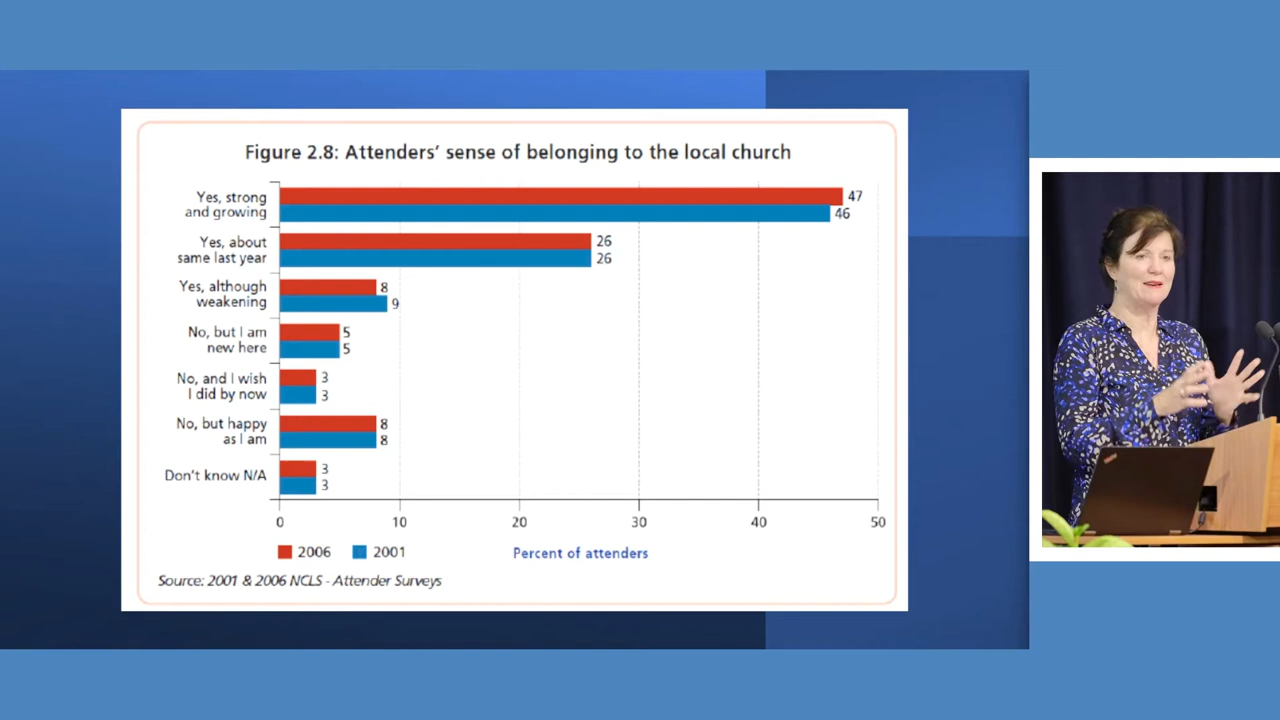 Figure 2.8: Attenders' sense of belonging to the local church
Yes, strong
and growing
47
46
Yes, about
same last year
26
26
Yes, although
weakening
8
9
No, but I am
new here
5
5
No, and I wish
I did by now
3
3
No, but happy
as I am
8
8
Don't know N/A
3
3
0 10 20 30 40 50
2006 2001 Percent of attenders
Source: 2001 & 2006 NCLS - Attender Surveys